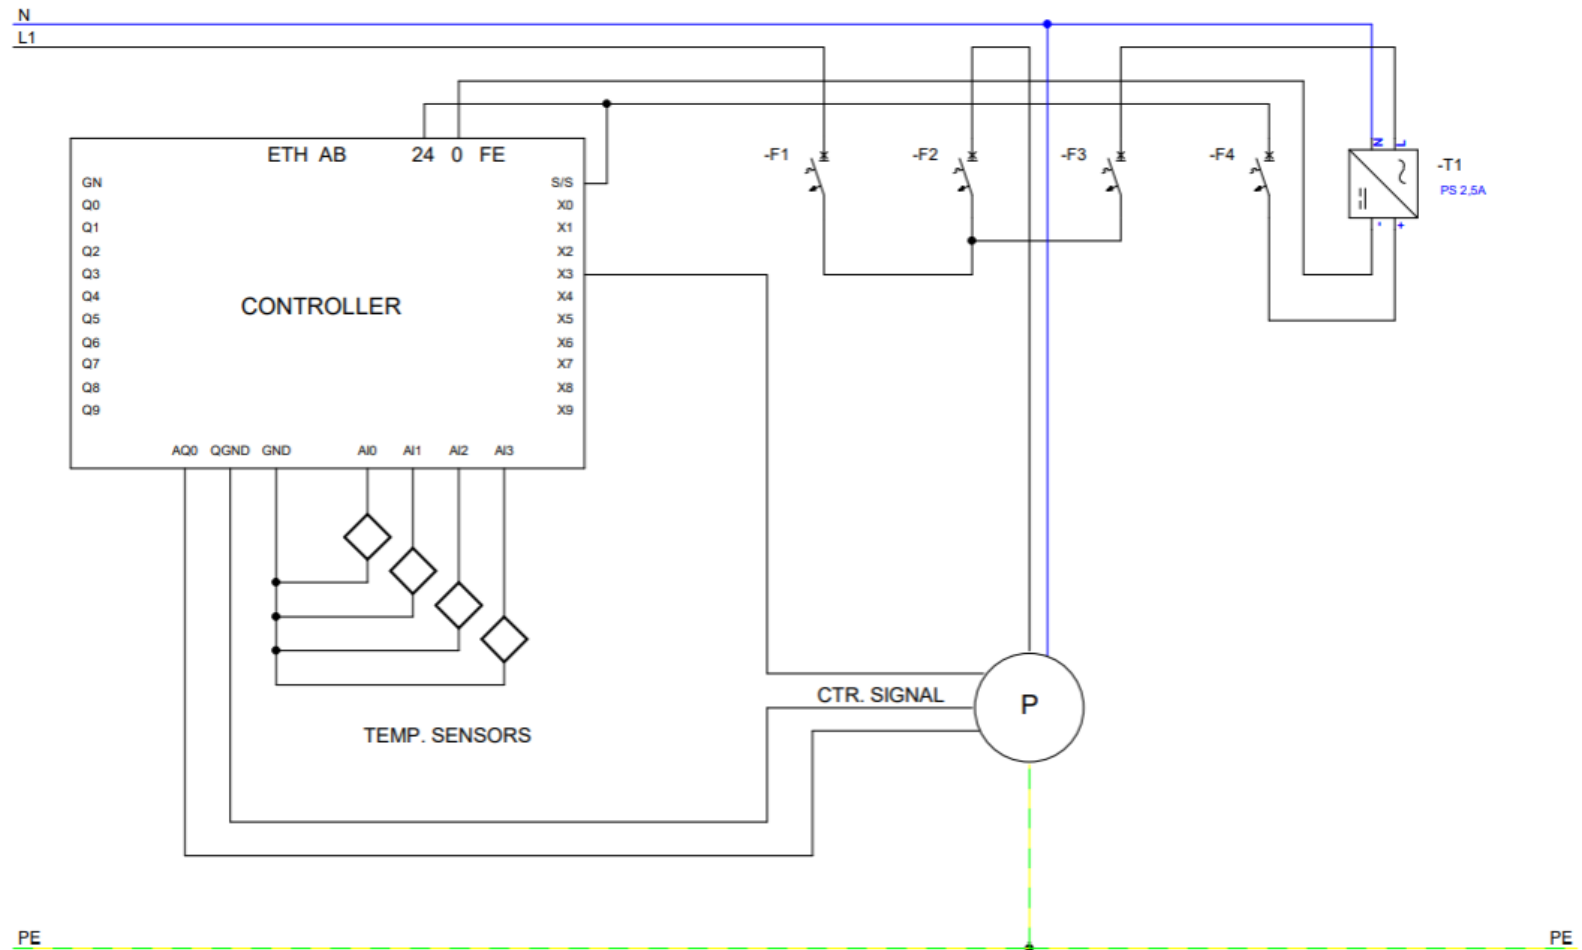 N
L1
ETH AB 24 0 FE
-F1 -F2 -F3 -F4
N L
-T1
PS 2,5A
- +
GN S/S
Q0 X0
Q1 X1
Q2 X2
Q3 X3
Q4 X4
CONTROLLER
Q5 X5
Q6 X6
Q7 X7
Q8 X8
Q9 X9
AQ0 QGND GND AI0 AI1 AI2 AI3
CTR. SIGNAL
P
TEMP. SENSORS
PE PE